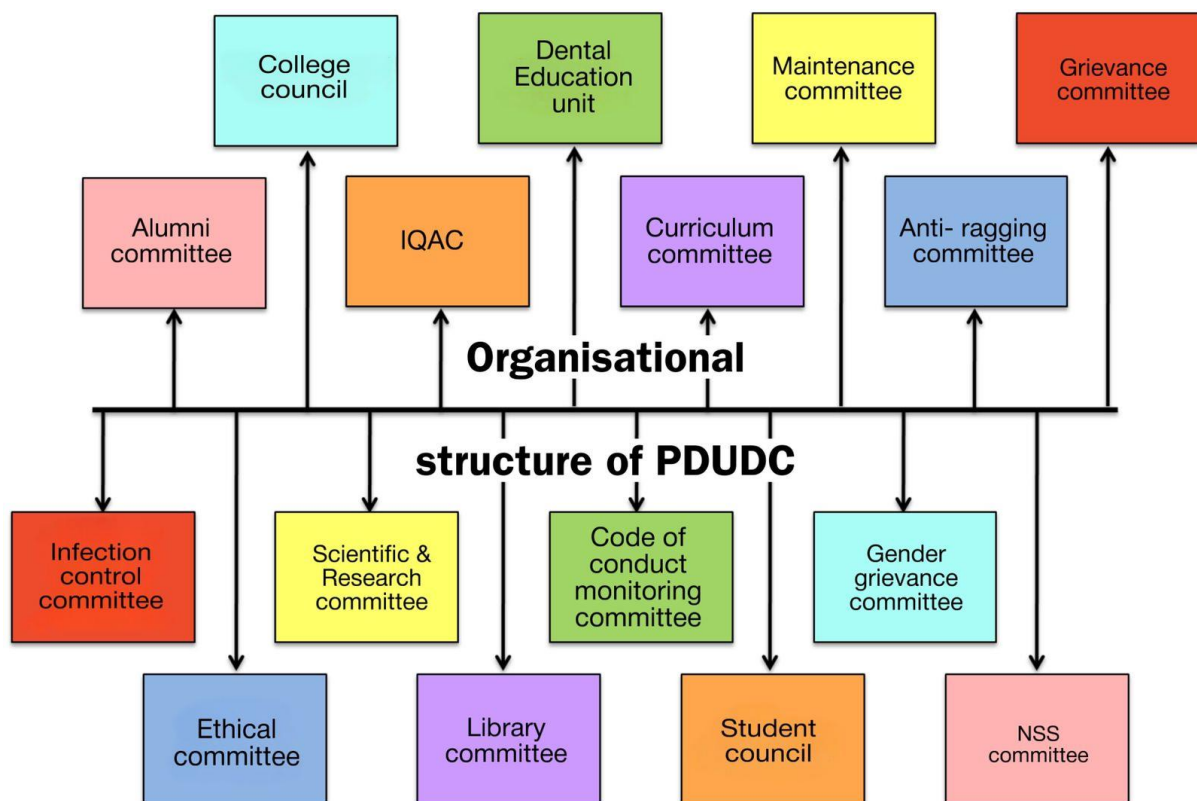 College
council
Dental
Education
unit
Maintenance
committee
Grievance
committee
Alumni
committee
IQAC
Curriculum
committee
Anti- ragging
committee
Organisational
structure of PDUDC
Infection
control
committee
Scientific &
Research
committee
Code of
conduct
monitoring
committee
Gender
grievance
committee
Ethical
committee
Library
committee
Student
council
NSS
committee